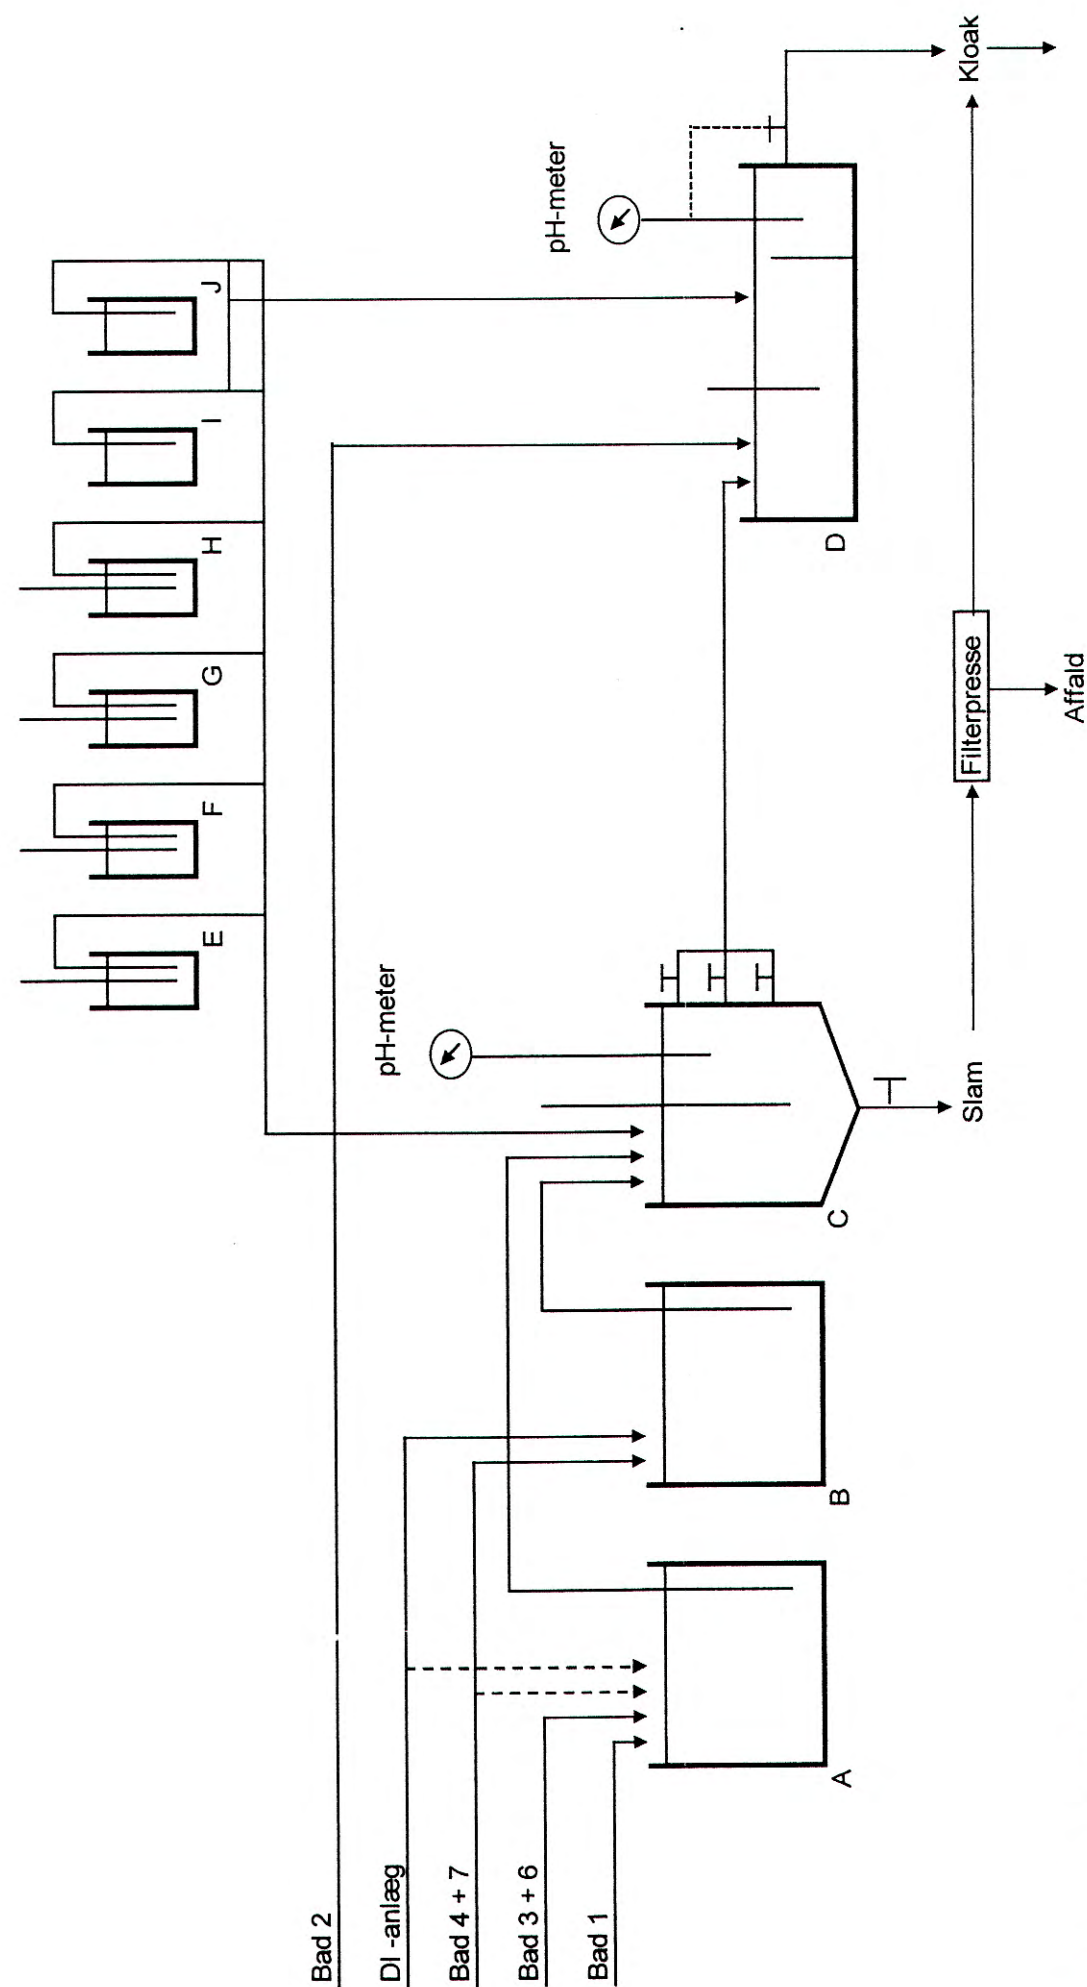 E
F
G
H
I
J
Bad 2
DI -anlæg
Bad 4 + 7
Bad 3 + 6
Bad 1
pH-meter
pH-meter
A
B
C
D
Slam
Filterpresse
Kloak
Affald